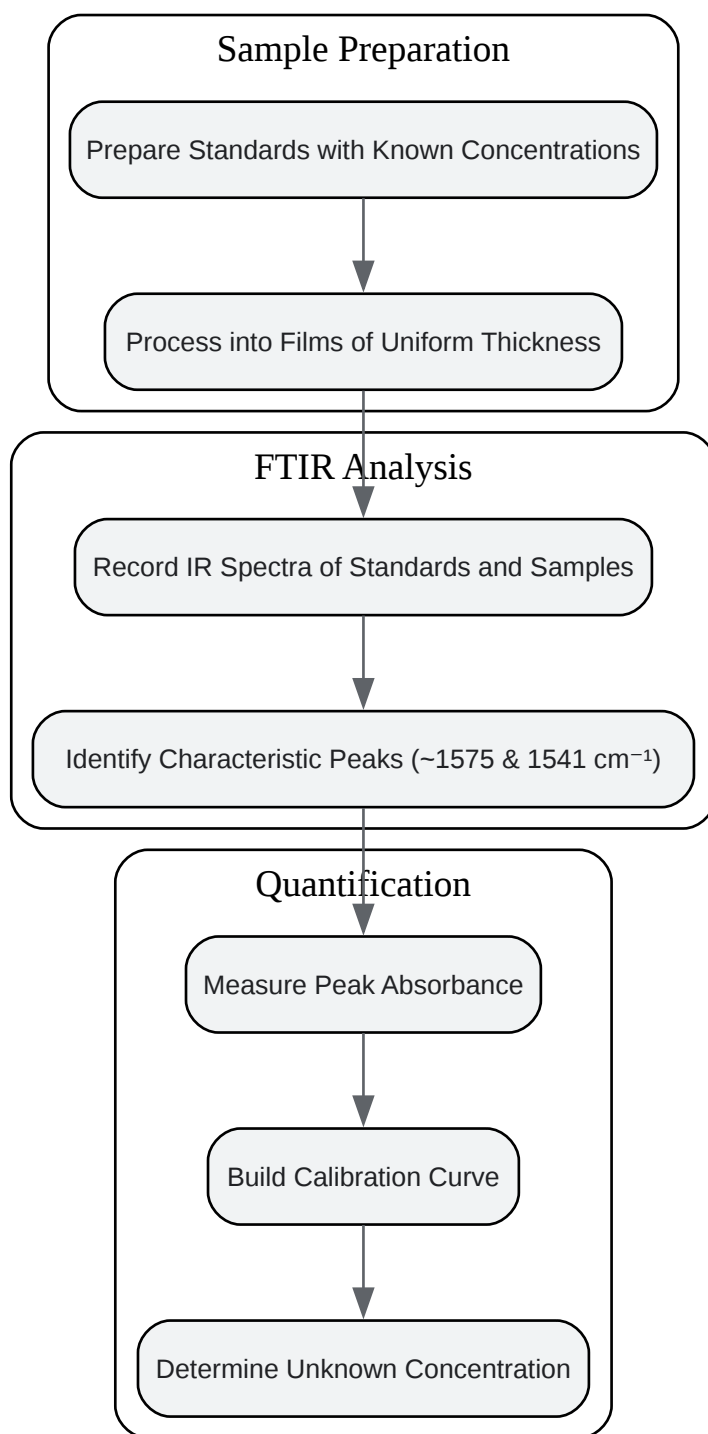 Sample Preparation
Prepare Standards with Known Concentrations
Process into Films of Uniform Thickness
FTIR Analysis
Record IR Spectra of Standards and Samples
Identify Characteristic Peaks (~1575 & 1541 cm⁻¹)
Quantification
Measure Peak Absorbance
Build Calibration Curve
Determine Unknown Concentration